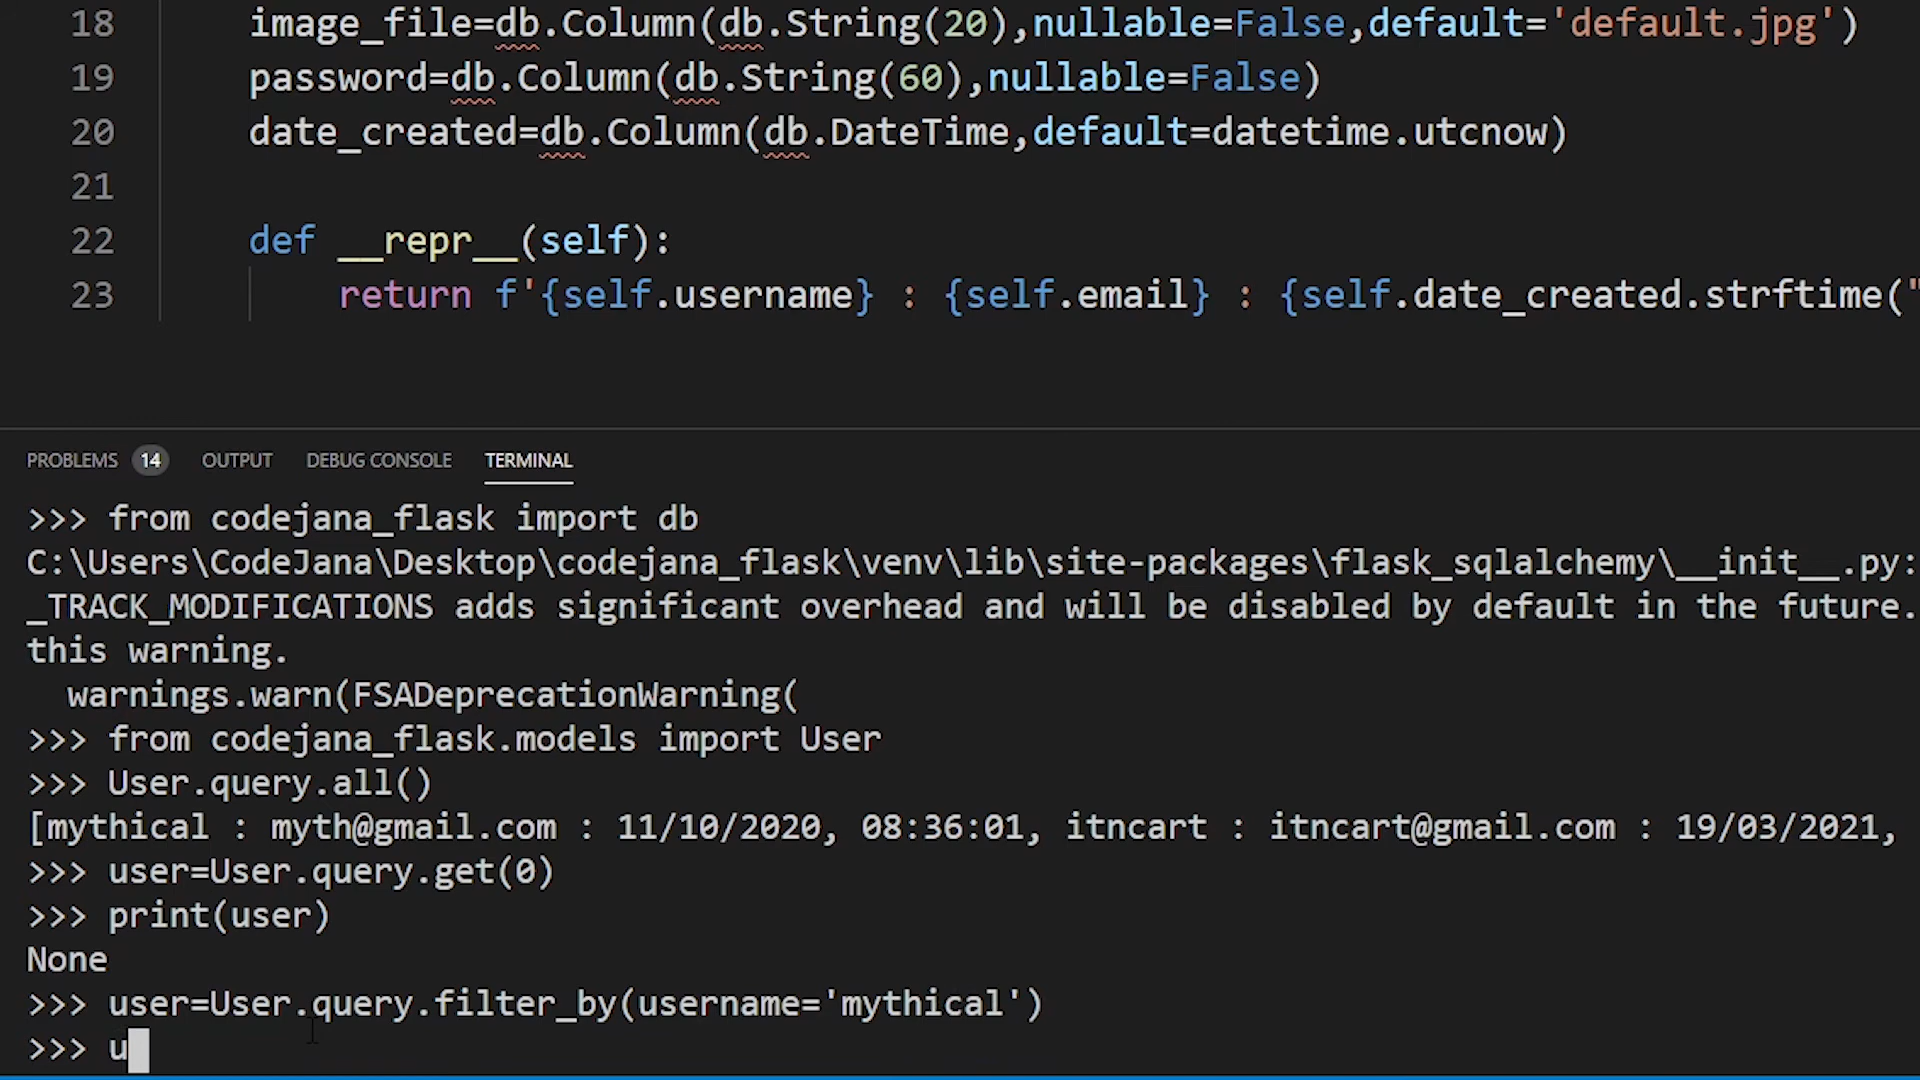 18 image_file=db.Column(db.String(20),nullable=False,default='default.jpg')
19 password=db.Column(db.String(60),nullable=False)
20 date_created=db.Column(db.DateTime,default=datetime.utcnow)
21
22 def __repr__(self):
23 return f'{self.username} : {self.email} : {self.date_created.strftime("
PROBLEMS 14 OUTPUT DEBUG CONSOLE TERMINAL
>>> from codejana_flask import db
C:\Users\CodeJana\Desktop\codejana_flask\venv\lib\site-packages\flask_sqlalchemy\__init__.py:
_TRACK_MODIFICATIONS adds significant overhead and will be disabled by default in the future.
this warning.
warnings.warn(FSADeprecationWarning(
>>> from codejana_flask.models import User
>>> User.query.all()
[mythical : myth@gmail.com : 11/10/2020, 08:36:01, itncart : itncart@gmail.com : 19/03/2021,
>>> user=User.query.get(0)
>>> print(user)
None
>>> user=User.query.filter_by(username='mythical')
>>> u